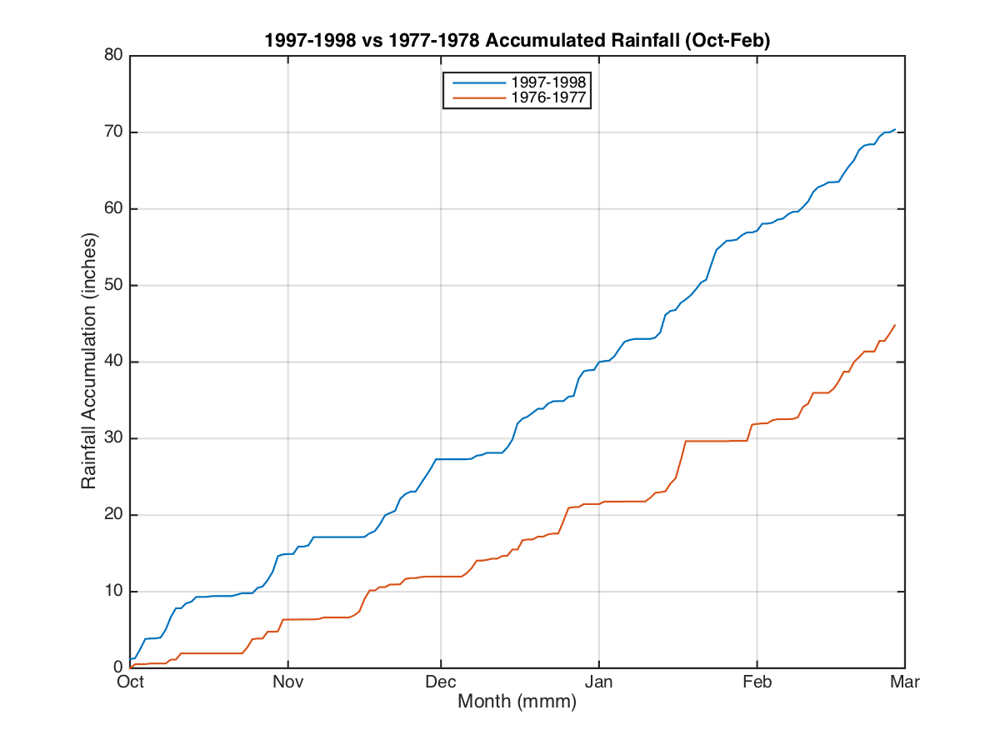 1997-1998 vs 1977-1978 Accumulated Rainfall (Oct-Feb)
80
1997-1998
1976-1977
70
60
50
40
30
20
10
0
Rainfall Accumulation (inches)
Oct Nov Dec Jan Feb Mar
Month (mmm)